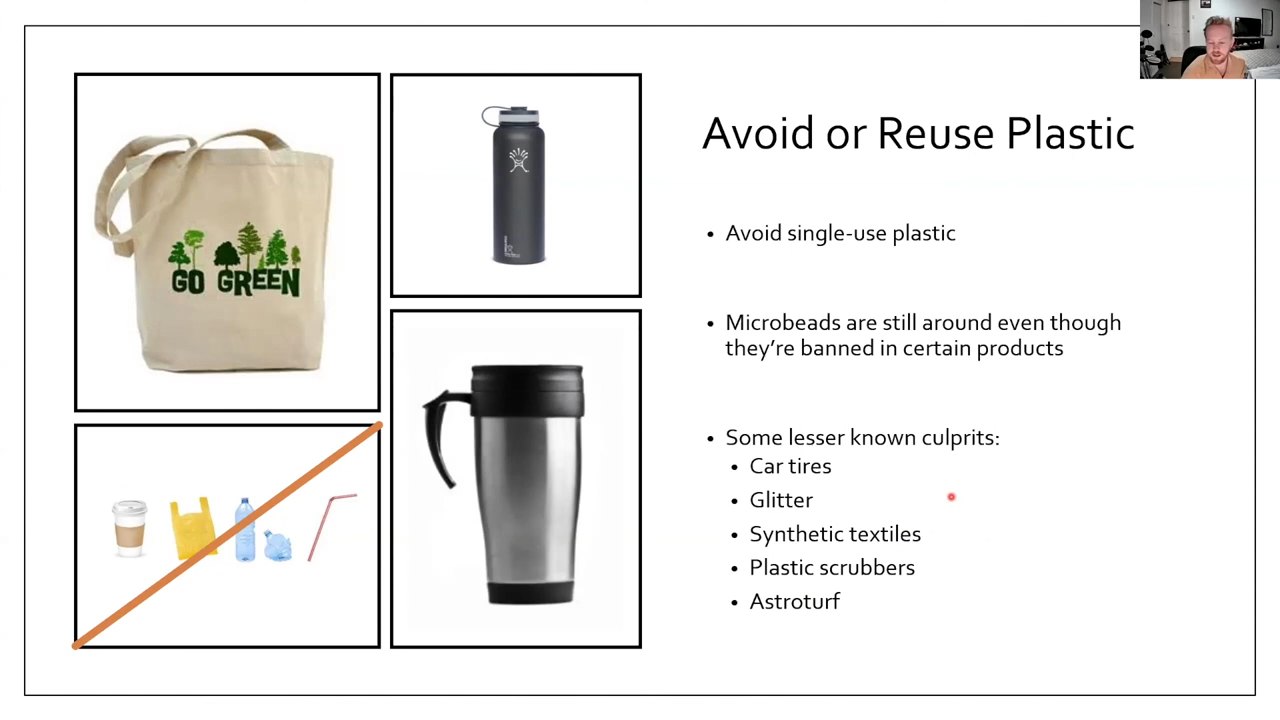 GO GREEN
Avoid or Reuse Plastic
• Avoid single-use plastic
• Microbeads are still around even though
they're banned in certain products
• Some lesser known culprits:
• Car tires
• Glitter
• Synthetic textiles
• Plastic scrubbers
• Astroturf